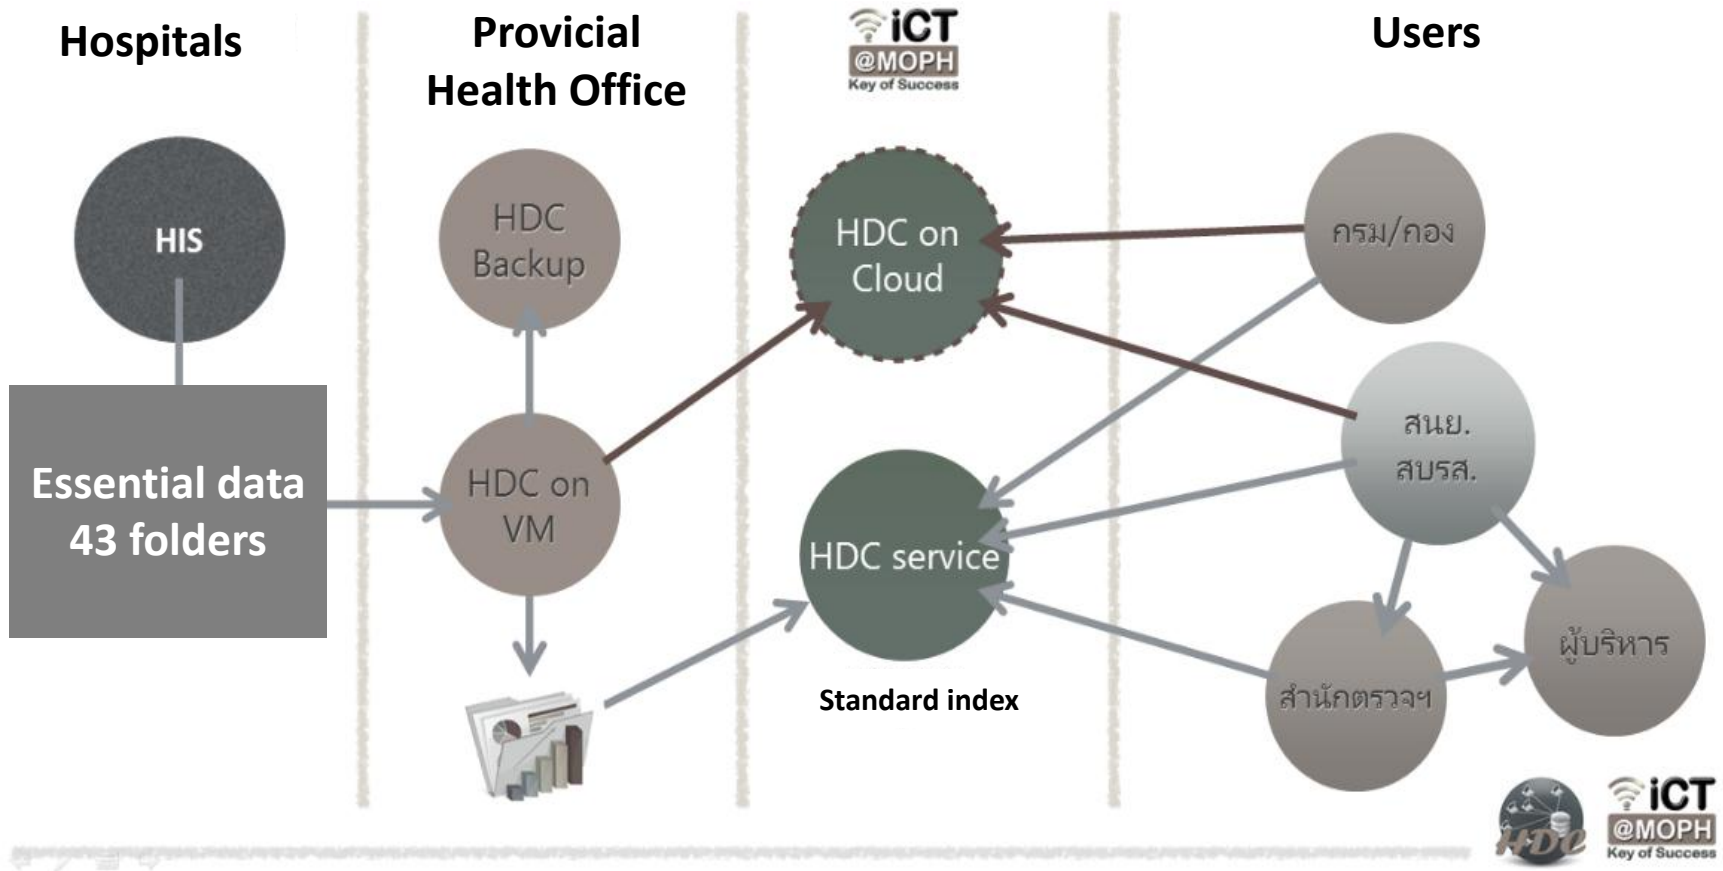 Hospitals
Provicial
Health Office
iCT
@MOPH
Key of Success
Users
HIS
HDC
Backup
HDC on
Cloud
กรม/กอง
Essential data
43 folders
HDC on
VM
HDC service
Standard index
สนย.
สบรส.
สำนักตรวจฯ
ผู้บริหาร
HDC
iCT
@MOPH
Key of Success